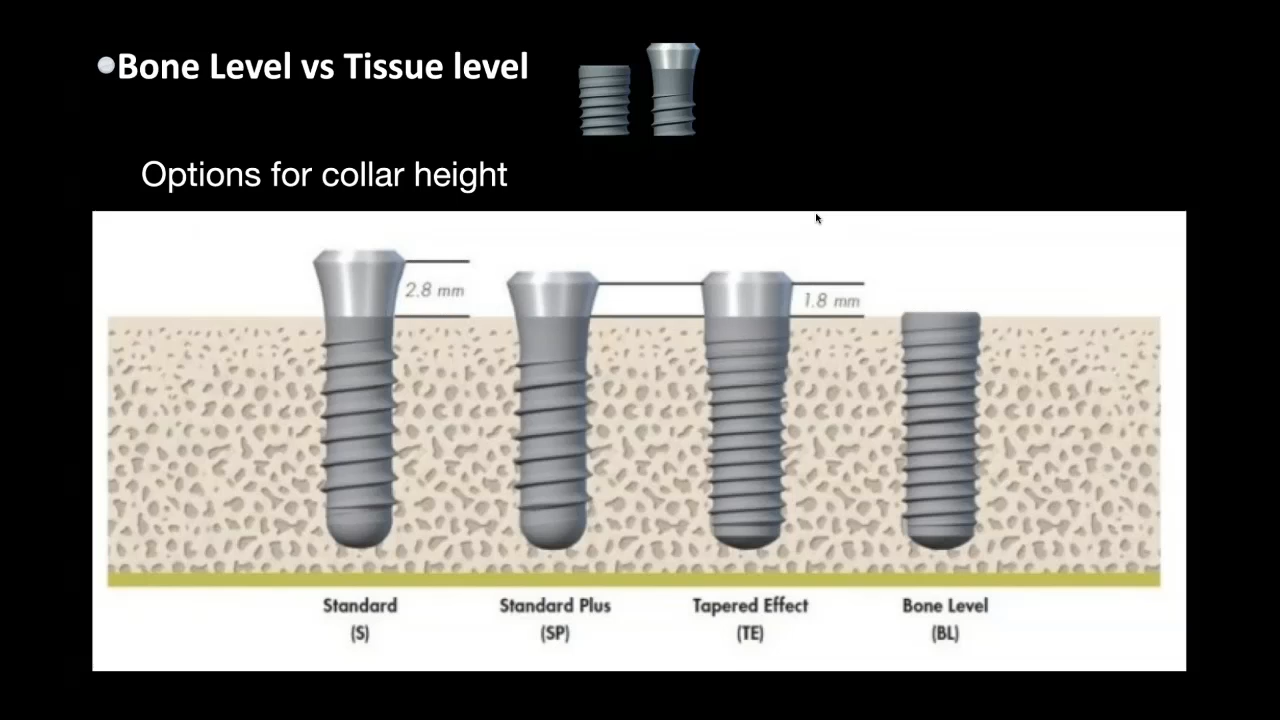 Bone Level vs Tissue level
Options for collar height
2.8 mm
1.8 mm
Standard
(S)
Standard Plus
(SP)
Tapered Effect
(TE)
Bone Level
(BL)